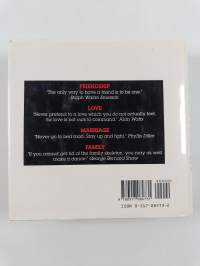 FRIENDSHIP
"The only way to have a friend is to be one."
Ralph Waldo Emerson
LOVE
"Never pretend to a love which you do not actually feel,
for love is not ours to command." Alan Watts
MARRIAGE
"Never go to bed mad. Stay up and fight." Phyllis Diller
FAMILY
"If you cannot get rid of the family skeleton, you may as well
make it dance." George Bernard Shaw